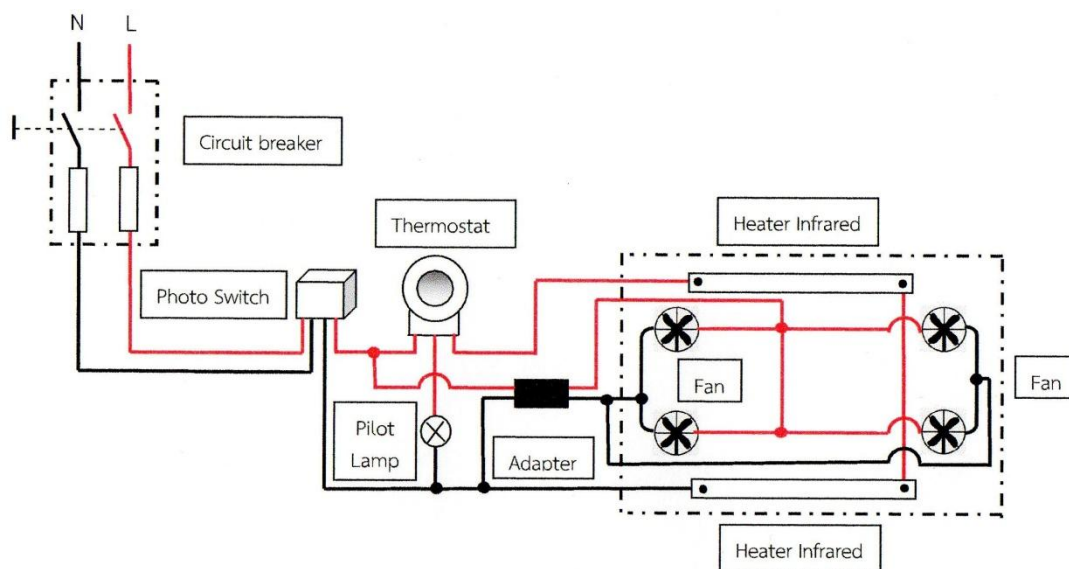 N L
Circuit breaker
Thermostat
Heater Infrared
Photo Switch
Fan
Fan
Pilot
Lamp
Adapter
Heater Infrared